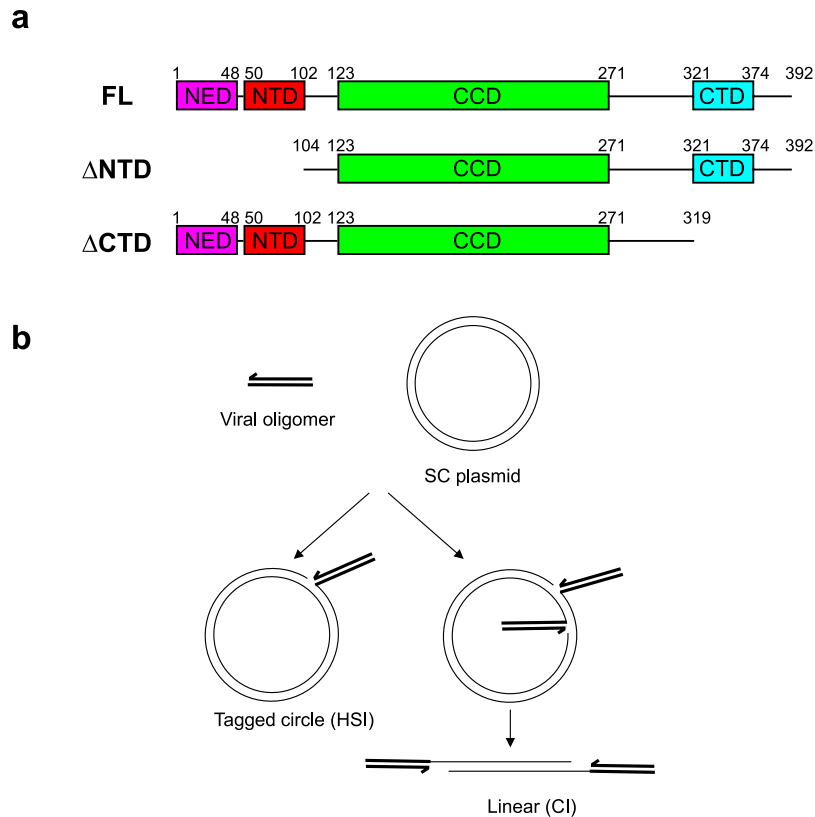 a
1 48 50 102 123 271 321 374 392
FL NED NTD CCD CTD
104 123 271 321 374 392
ΔNTD CCD CTD
1 48 50 102 123 271 319
ΔCTD NED NTD CCD
b
Viral oligomer
SC plasmid
Tagged circle (HSI)
Linear (CI)